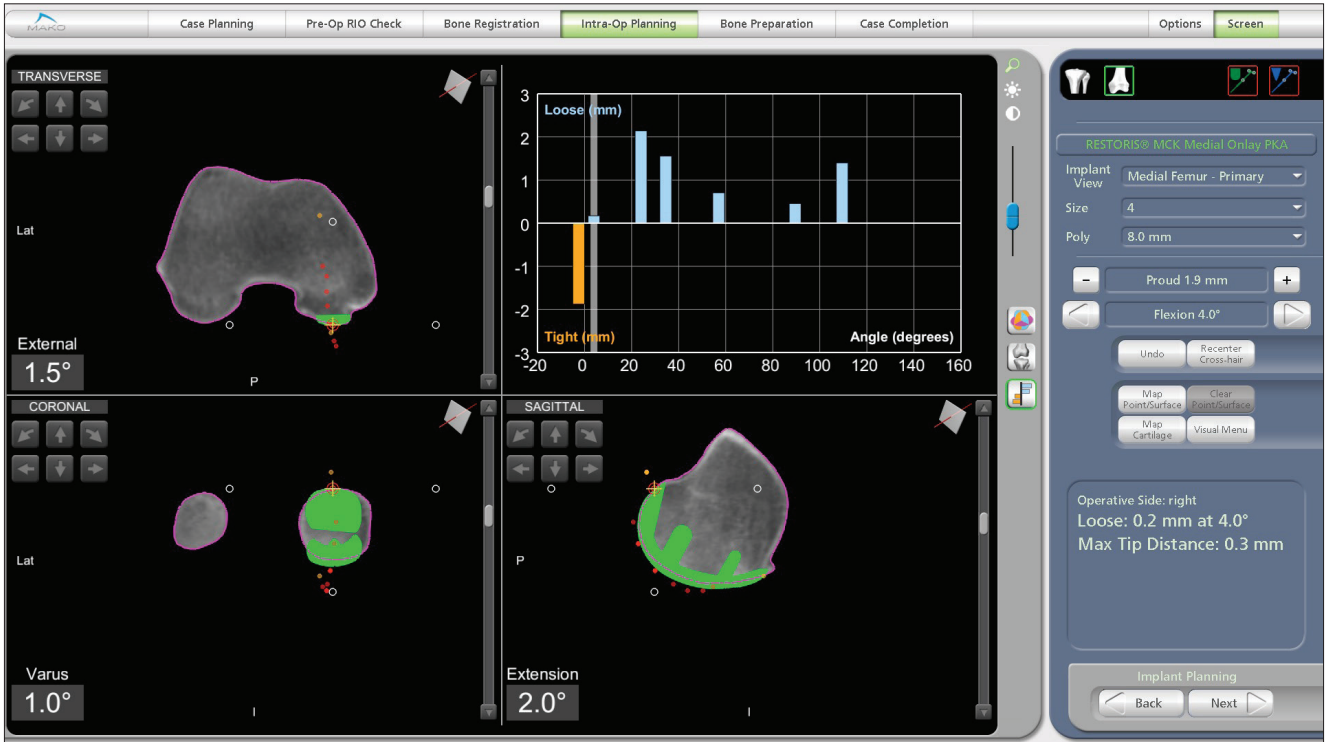 MAKO
Case Planning
Pre-Op RIO Check
Bone Registration
Intra-Op Planning
Bone Preparation
Case Completion
Options
Screen
TRANSVERSE
Lat
External
1.5°
P
3
2
1
0
-1
-2
-3
Loose (mm)
Tight (mm)
Angle (degrees)
-20 0 20 40 60 80 100 120 140 160
CORONAL
Lat
Varus
1.0°
I
SAGITTAL
P
Extension
2.0°
I
RESTORIS® MCK Medial Onlay PKA
Implant
View
Medial Femur - Primary
Size
4
Poly
8.0 mm
-
Proud 1.9 mm
+
Flexion 4.0°
Undo
Recenter
Cross-hair
Map
Point/Surface
Clear
Point/Surface
Map
Cartilage
Visual Menu
Operative Side: right
Loose: 0.2 mm at 4.0°
Max Tip Distance: 0.3 mm
Implant Planning
Back
Next